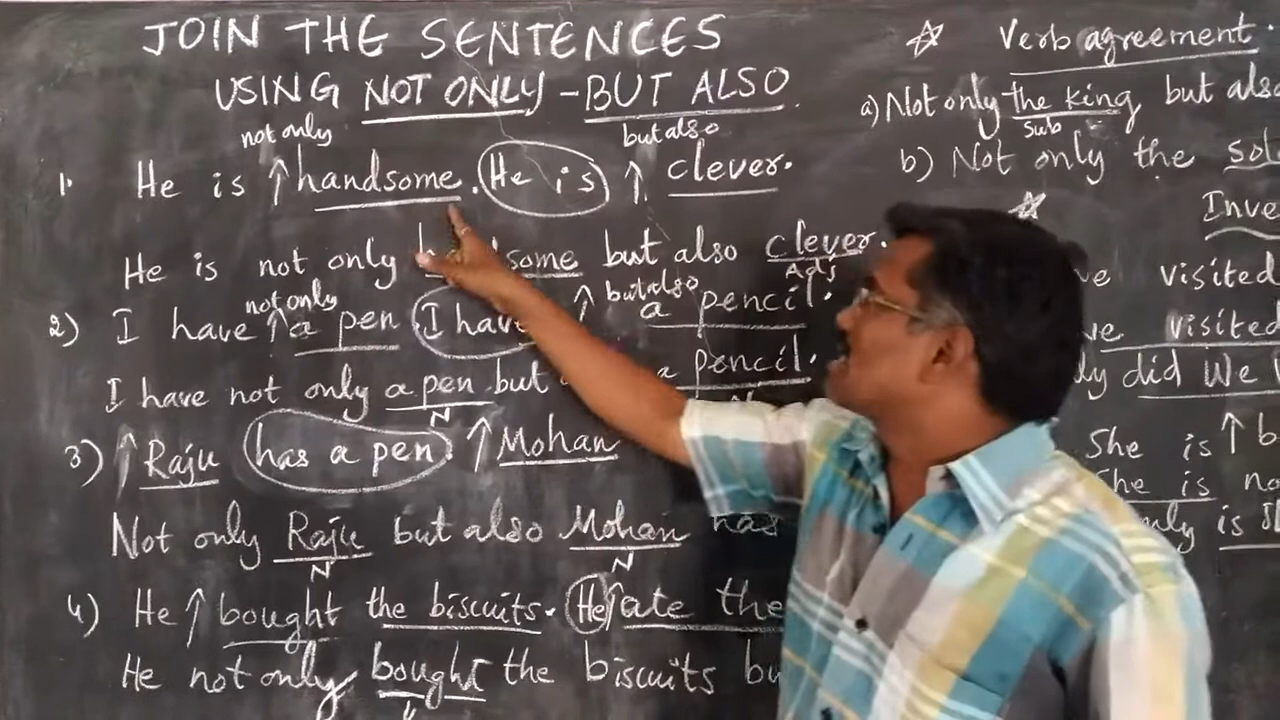 JOIN THE SENTENCES
USING NOT ONLY - BUT ALSO.
not only but also
1. He is ↑ handsome. He is ↑ clever.
He is not only some but also clever.
Adj
not only but also
2) I have ↑ a pen I have ↑ a pencil.
I have not only a pen but a pencil.
N
3) ↑ Raju has a pen. ↑ Mohan
Not only Raju but also Mohan has
N N
4) He ↑ bought the biscuits. He ↑ ate the
He not only bought the biscuits
☆ Verb agreement.
a) Not only the king but also
Sub
b) Not only the
☆
visited
visited
did we
She is ↑
She is
is